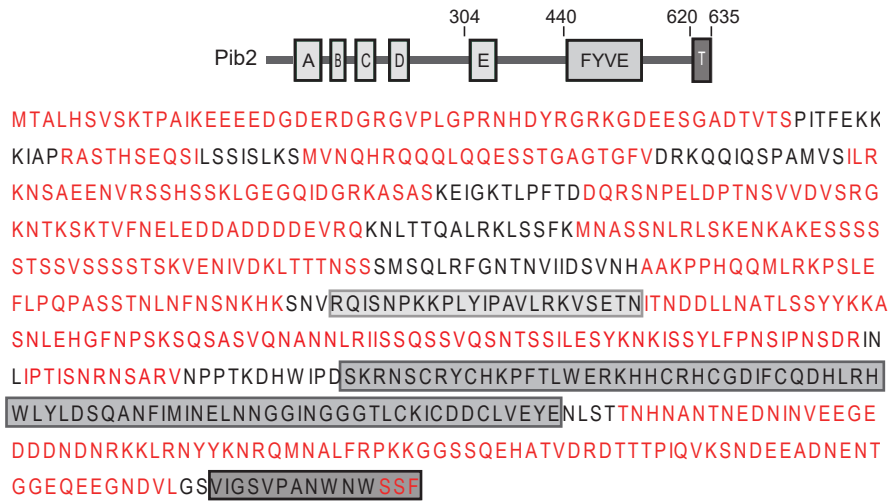 304 440 620 635
Pib2 A B C D E FYVE T
MTALHSVSKTPAIKEEEEDGDERDGRGVPLGPRNHDYRGRKGDEESGADTVTSPITFEKK
KIAPRASTHSEQSILSSISLKSMVNQHRQQQLQQESSTGAGTGFVDRKQQIQSPAMVSILR
KNSAEENVRSSHSSKLGEGQIDGRKASASKEIGKTLPFTDDQRSNPELDPTNSVVDVSRG
KNTKSKTVFNELEDDADDDDEVRQKNLTTQALRKLSSFKMNASSNLRLSKENKAKESSSS
STSSVSSSSTSKVENIVDKLTTTNSSSMSQLRFGNTNVIIDSVNHAAKPPHQQMLRKPSLE
FLPQPASSTNLNFNSNKHKSNVRQISNPKKPLYIPAVLRKVSETNITNDDLLNATLSSYYKKA
SNLEHGFNPSKSQSASVQNANNLRIISSQSSVQSNTSSILESYKNKISSYLFPNSIPNSDRIN
LIPTISNRNSARVNPPTKDHWIPDSKRNSCRYCHKPFTLWERKHHCRHCGDIFCQDHLRH
WLYLDSQANFIMINELNNGGINGGGTLCKICDDCLVEYENLSTTNHNANTNEDNINVEEGE
DDDNDNRKKLRNYYKNRQMNALFRPKKGGSSQEHATVDRDTTTPIQVKSNDEEADNENT
GGEQEEGNDVLGSVIGSVPANWNWSSF